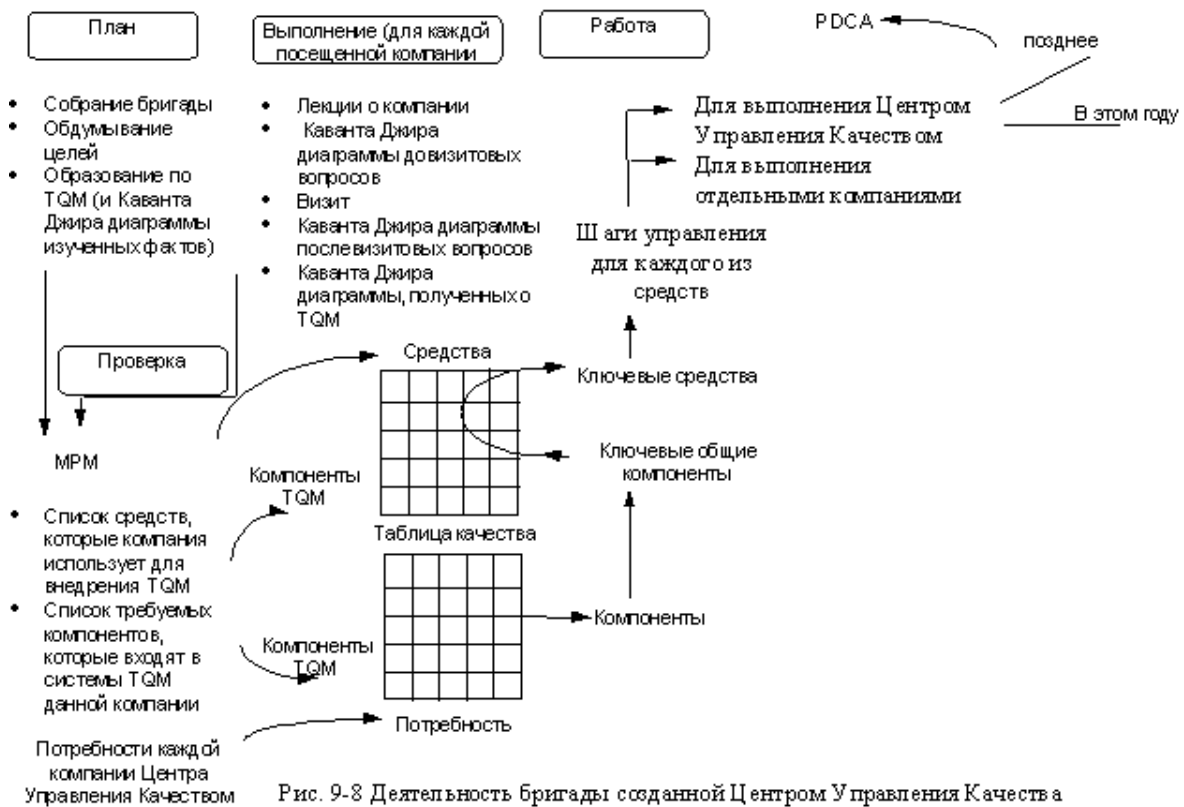 План
Выполнение (для каждой
посещенной компании
Работа
PDCA
позднее
В этом году
• Собрание бригады
• Обдумывание
целей
• Образование по
TQM (и Каванта
Джира диаграммы
изученных фактов)
• Лекции о компании
• Каванта Джира
диаграммы довизитовых
вопросов
• Визит
• Каванта Джира диаграммы
послевизитовых вопросов
• Каванта Джира
диаграммы, полученных о
TQM
Для выполнения Центром
Управления Качеством
Для выполнения
отдельными компаниями
Шаги управления
для каждого из
средств
Проверка
Средства
Ключевые средства
МРМ
Компоненты
TQM
Ключевые общие
компоненты
• Список средств,
которые компания
использует для
внедрения TQM
• Список требуемых
компонентов,
которые входят в
системы TQM
данной компании
Таблица качества
Компоненты
Компоненты
TQM
Потребность
Потребности каждой
компании Центра
Управления Качеством
Рис. 9-8 Деятельность бригады созданной Центром Управления Качества